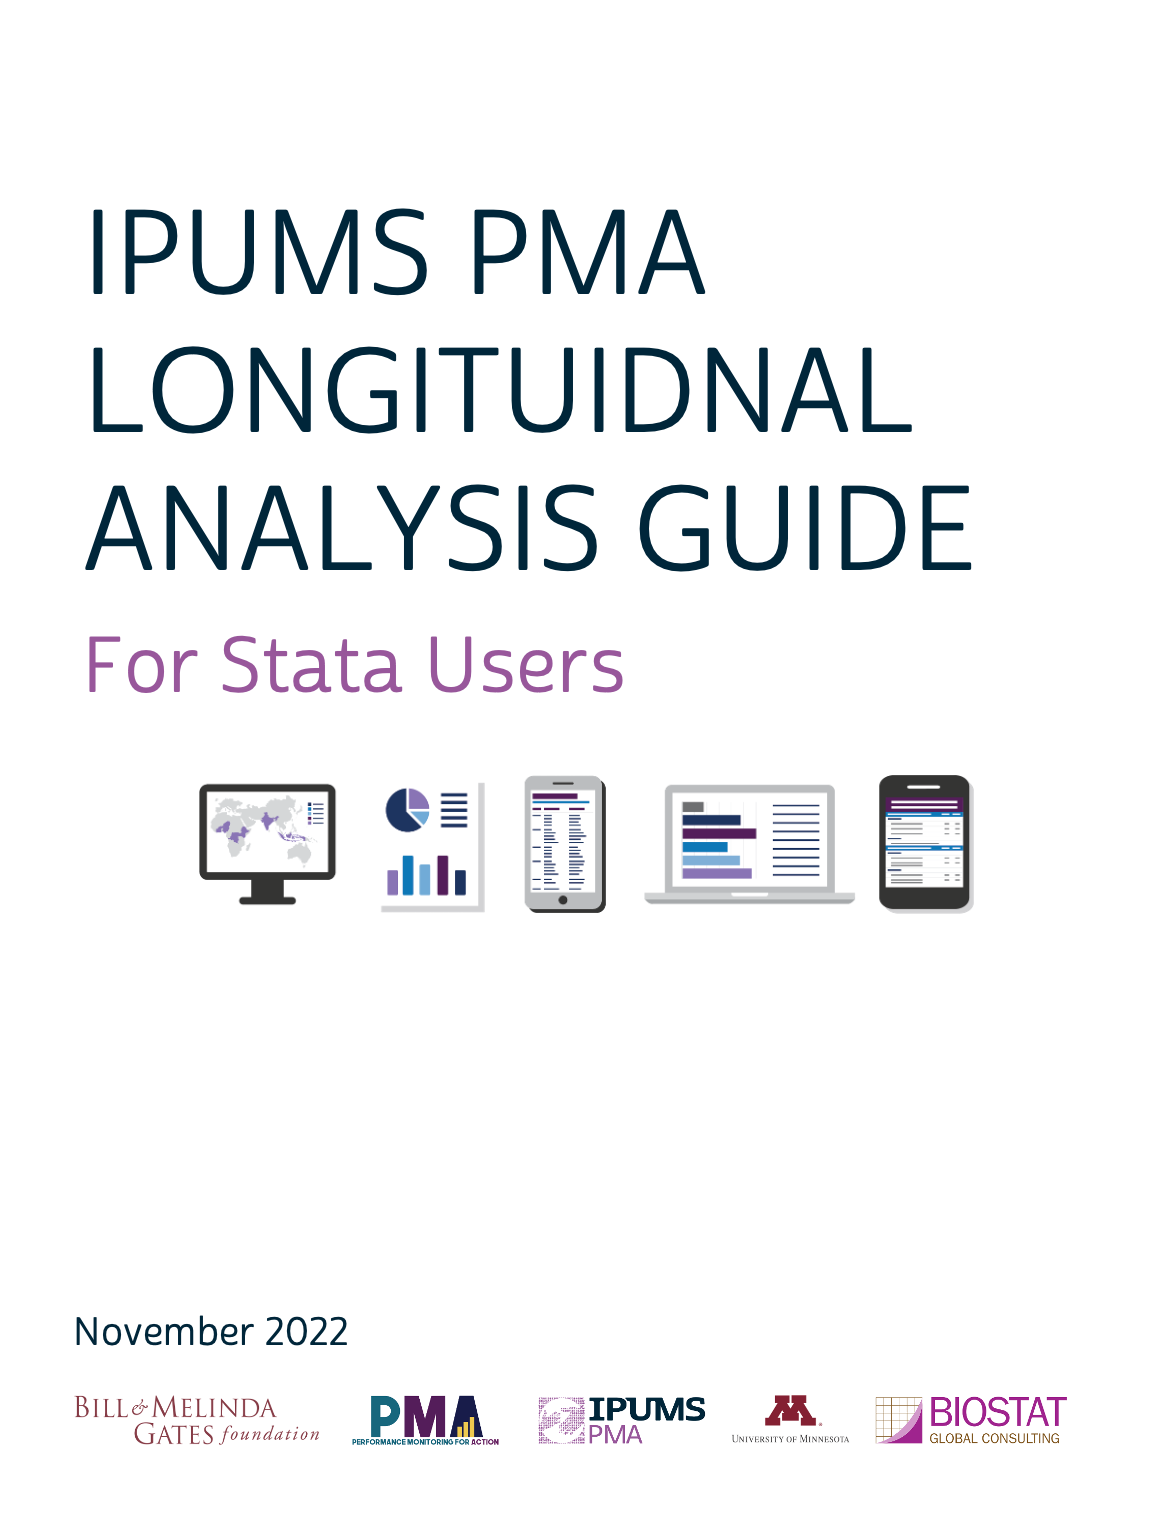 IPUMS PMA
LONGITUIDNAL
ANALYSIS GUIDE
For Stata Users
November 2022
BILL & MELINDA
GATES foundation
PMA
PERFORMANCE MONITORING FOR ACTION
IPUMS
PMA
M
UNIVERSITY OF MINNESOTA
BIOSTAT
GLOBAL CONSULTING